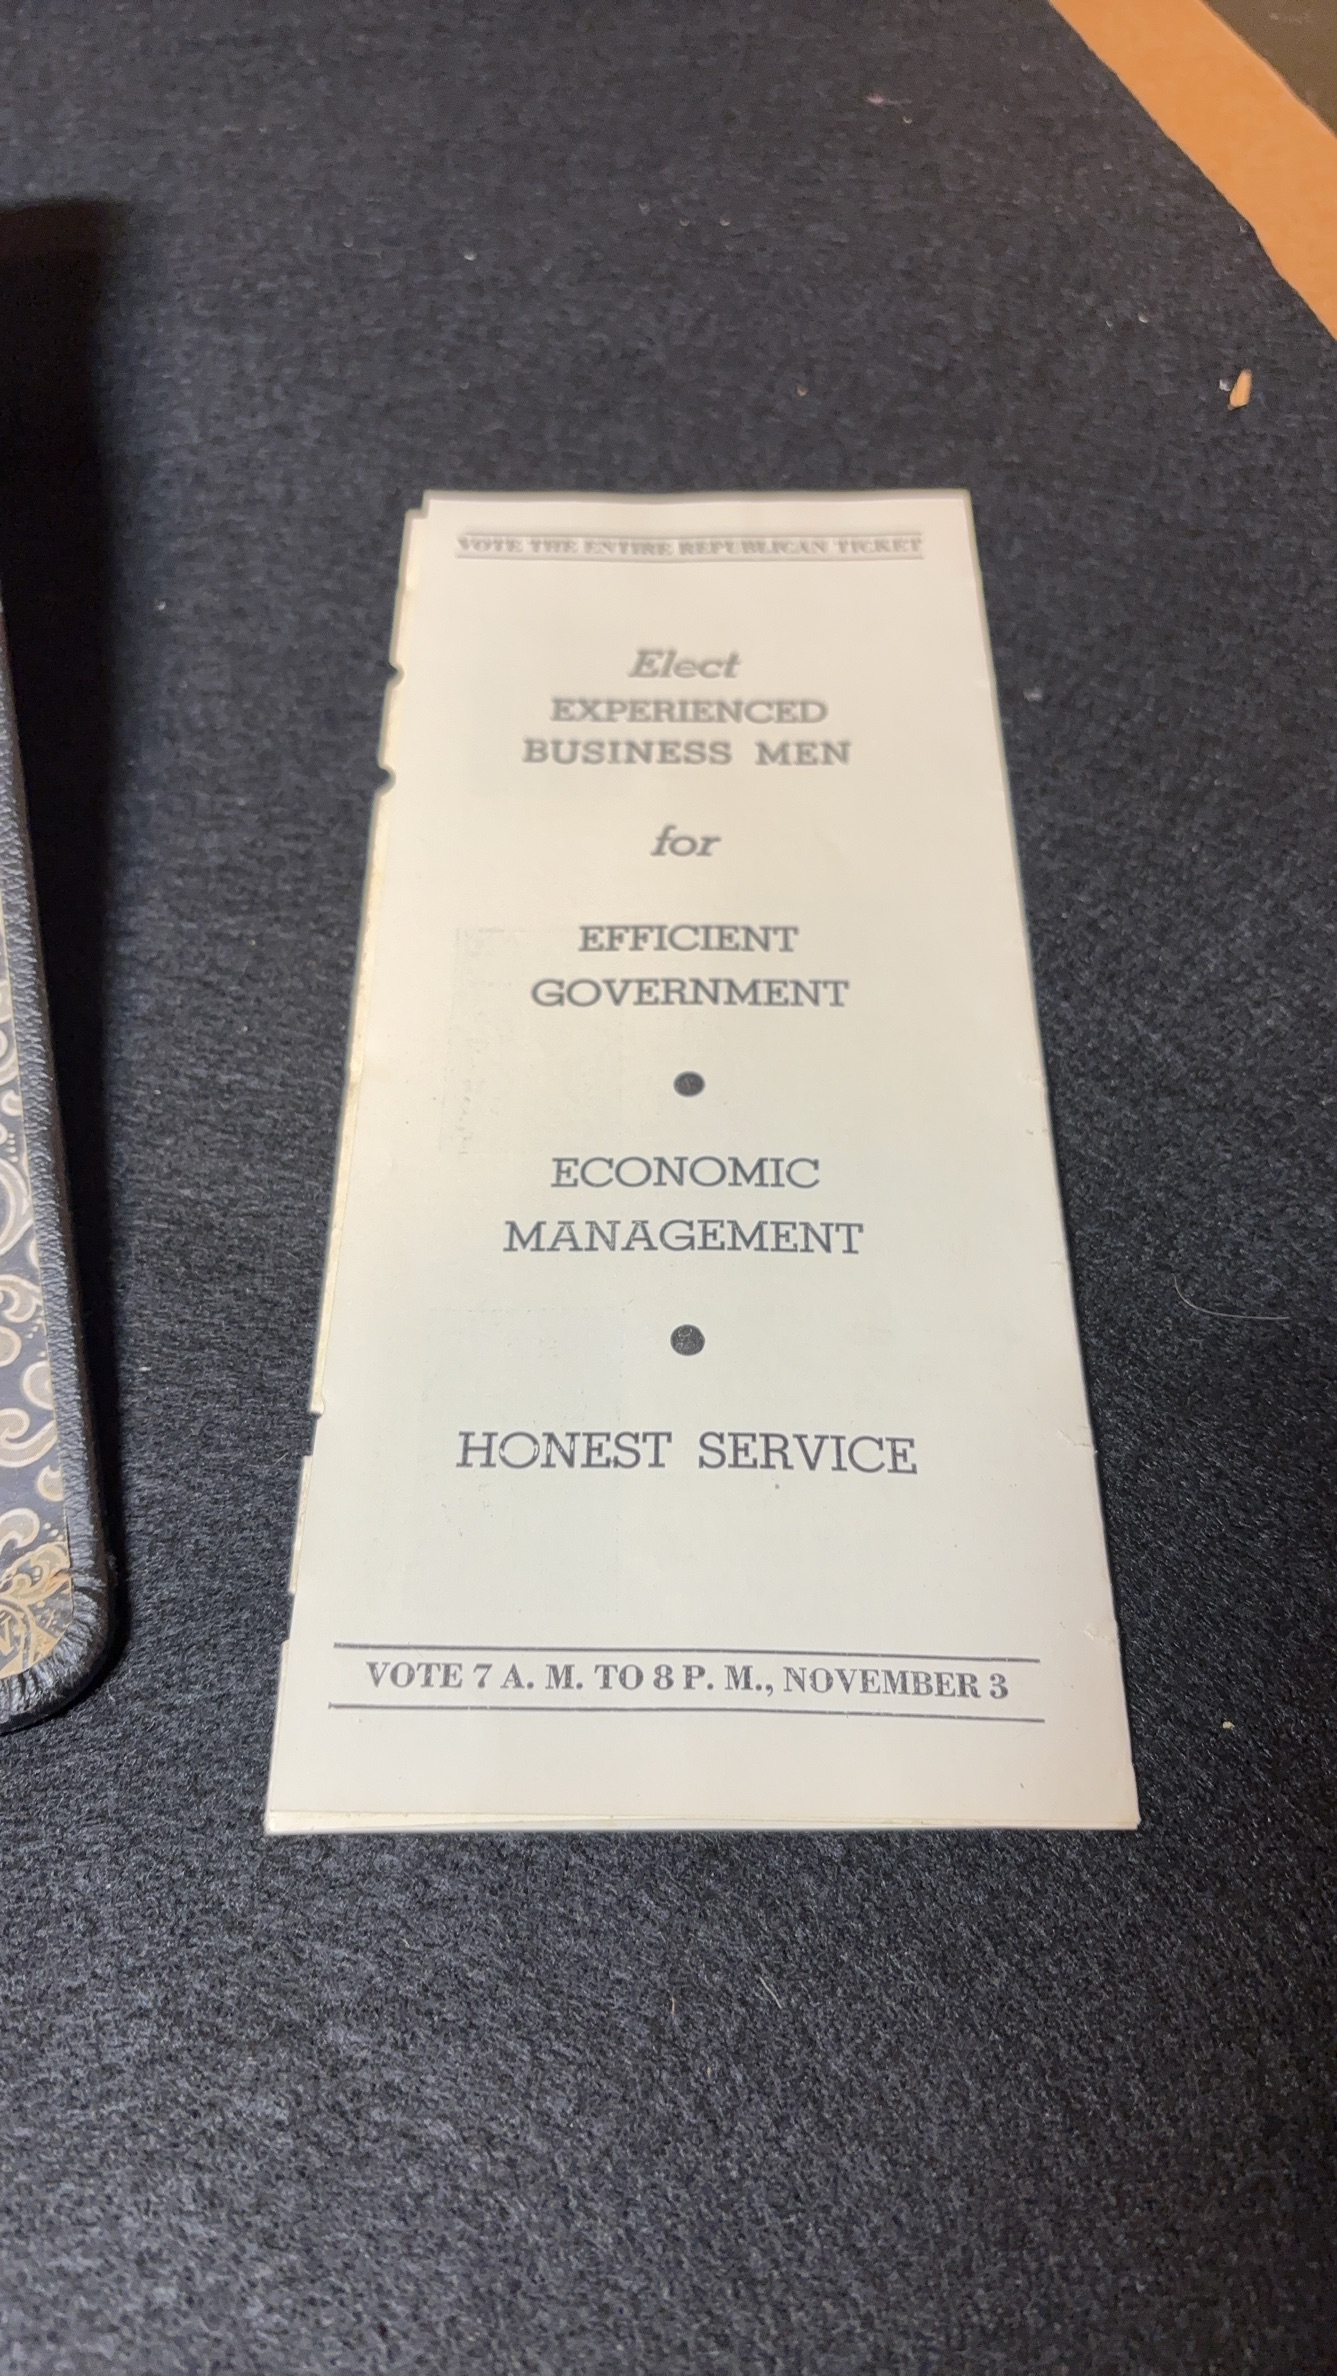 VOTE THE ENTIRE REPUBLICAN TICKET
Elect
EXPERIENCED
BUSINESS MEN
for
EFFICIENT
GOVERNMENT
ECONOMIC
MANAGEMENT
HONEST SERVICE
VOTE 7 A. M. TO 8 P. M., NOVEMBER 3